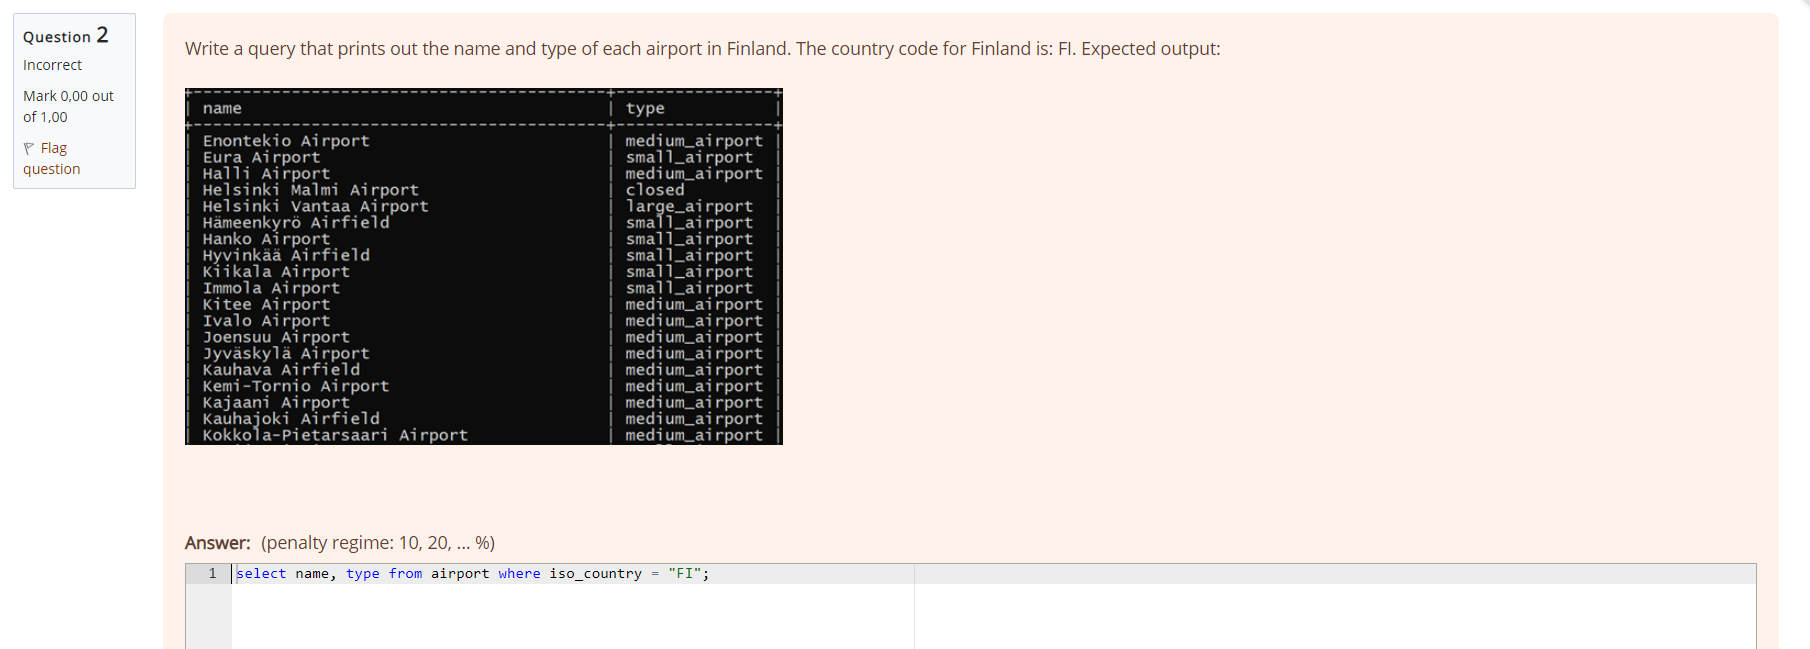 Question 2
Incorrect
Mark 0,00 out
of 1,00
Flag
question
Write a query that prints out the name and type of each airport in Finland. The country code for Finland is: FI. Expected output:
name | type
Enontekio Airport | medium_airport
Eura Airport | small_airport
Halli Airport | medium_airport
Helsinki Malmi Airport | closed
Helsinki Vantaa Airport | large_airport
Hämeenkyrö Airfield | small_airport
Hanko Airport | small_airport
Hyvinkää Airfield | small_airport
Kiikala Airport | small_airport
Immola Airport | small_airport
Kitee Airport | medium_airport
Ivalo Airport | medium_airport
Joensuu Airport | medium_airport
Jyväskylä Airport | medium_airport
Kauhava Airfield | medium_airport
Kemi-Tornio Airport | medium_airport
Kajaani Airport | medium_airport
Kauhajoki Airfield | medium_airport
Kokkola-Pietarsaari Airport | medium_airport
Answer: (penalty regime: 10, 20, ... %)
1 select name, type from airport where iso_country = "FI";